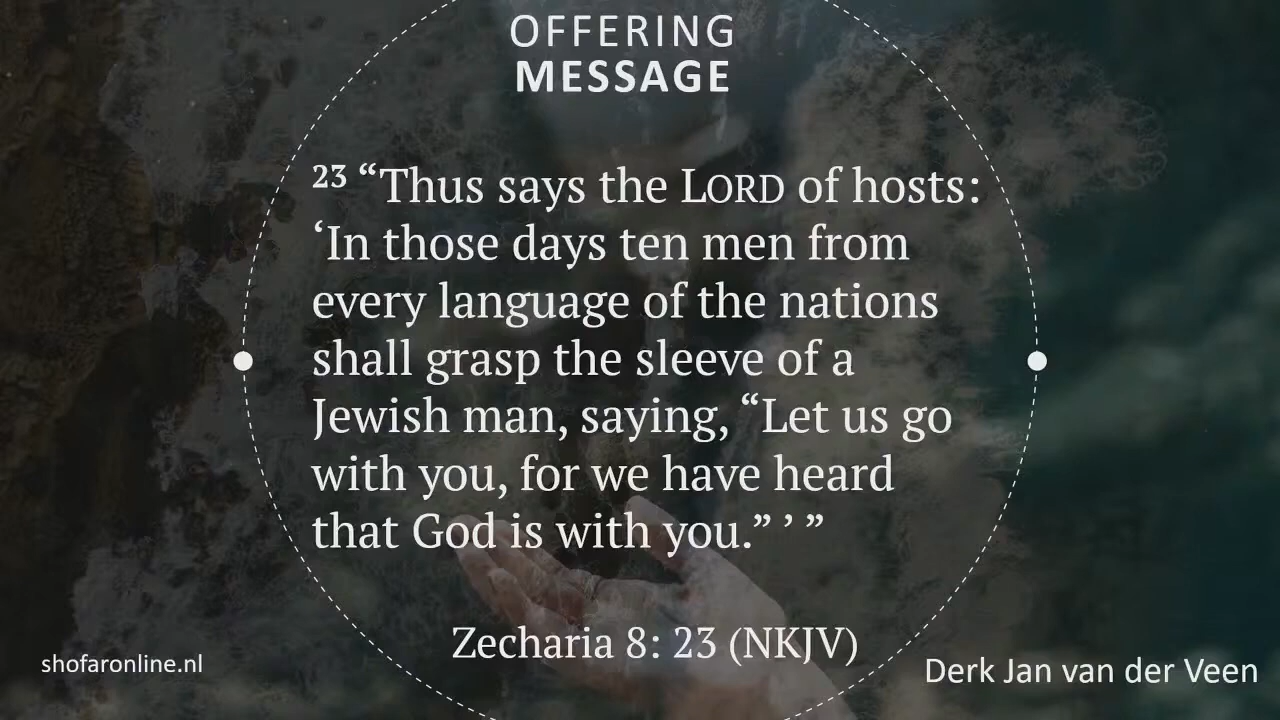 OFFERING
MESSAGE
23 “Thus says the LORD of hosts:
‘In those days ten men from
every language of the nations
shall grasp the sleeve of a
Jewish man, saying, “Let us go
with you, for we have heard
that God is with you.” ’ ”
Zecharia 8: 23 (NKJV)
shofaronline.nl
Derk Jan van der Veen